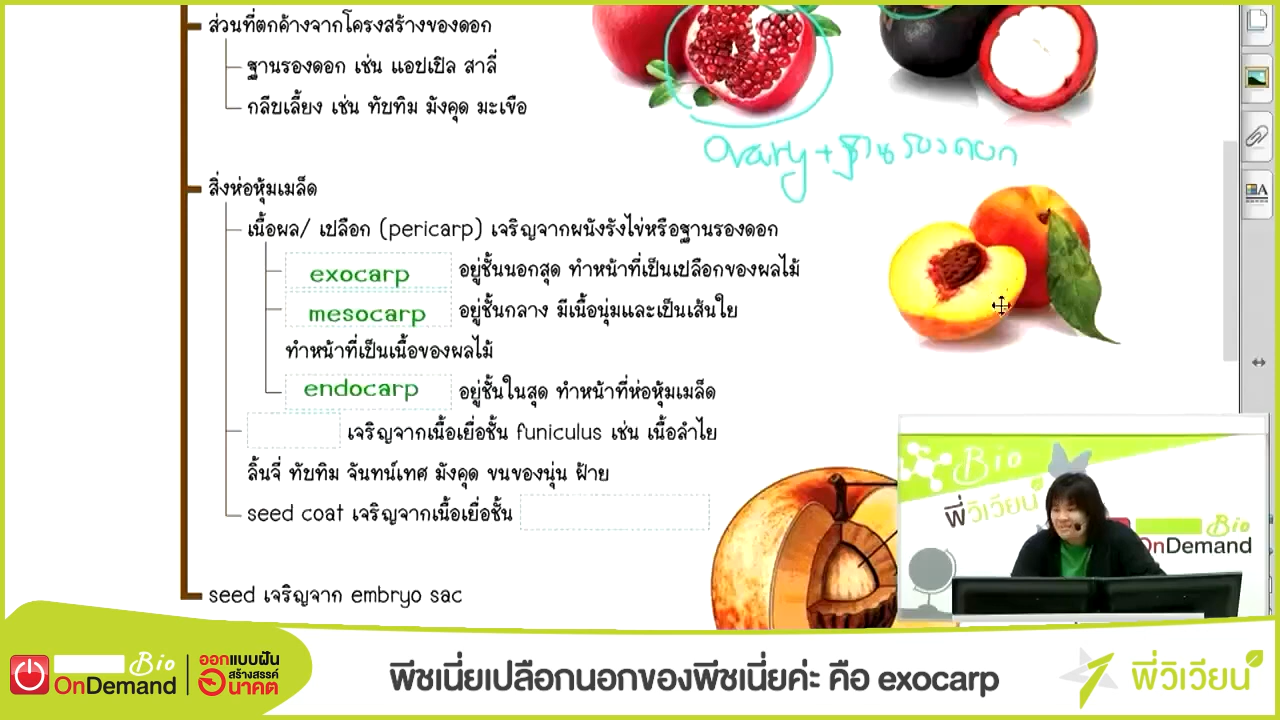 ส่วนที่ตกค้างจากโครงสร้างของดอก
ฐานรองดอก เช่น แอปเปิล สาลี่
กลีบเลี้ยง เช่น ทับทิม มังคุด มะเขือ
Ovary + ฐานรองดอก
สิ่งห่อหุ้มเมล็ด
เนื้อผล/ เปลือก (pericarp) เจริญจากผนังรังไข่หรือฐานรองดอก
exocarp อยู่ชั้นนอกสุด ทำหน้าที่เป็นเปลือกของผลไม้
mesocarp อยู่ชั้นกลาง มีเนื้อนุ่มและเป็นเส้นใย
ทำหน้าที่เป็นเนื้อของผลไม้
endocarp อยู่ชั้นในสุด ทำหน้าที่ห่อหุ้มเมล็ด
เจริญจากเนื้อเยื่อชั้น funiculus เช่น เนื้อลำไย
ลิ้นจี่ ทับทิม จันทน์เทศ มังคุด ขนของนุ่น ฝ้าย
seed coat เจริญจากเนื้อเยื่อชั้น
seed เจริญจาก embryo sac
Bio
พี่วิเวียน
Bio
OnDemand
Bio
OnDemand
ออกแบบฝัน
สร้างสรรค์
อนาคต
พีชเนี่ยเปลือกนอกของพีชเนี่ยค่ะ คือ exocarp
พี่วิเวียน